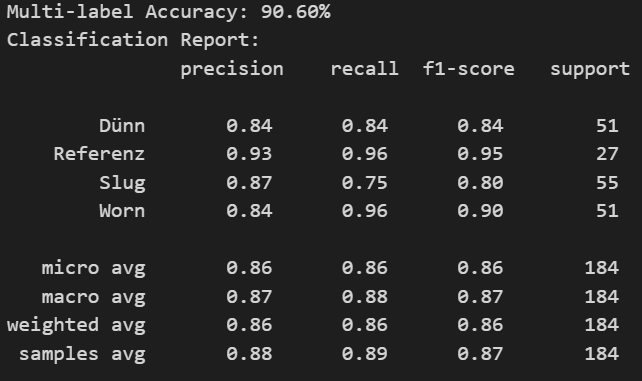 Multi-label Accuracy: 90.60%
Classification Report:
precision recall f1-score support
Dünn 0.84 0.84 0.84 51
Referenz 0.93 0.96 0.95 27
Slug 0.87 0.75 0.80 55
Worn 0.84 0.96 0.90 51
micro avg 0.86 0.86 0.86 184
macro avg 0.87 0.88 0.87 184
weighted avg 0.86 0.86 0.86 184
samples avg 0.88 0.89 0.87 184